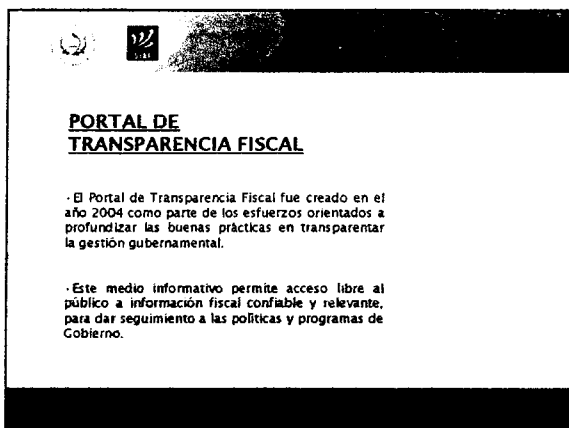 PORTAL DE
TRANSPARENCIA FISCAL
· El Portal de Transparencia Fiscal fue creado en el
año 2004 como parte de los esfuerzos orientados a
profundizar las buenas prácticas en transparentar
la gestión gubernamental.
· Este medio informativo permite acceso libre al
público a información fiscal confiable y relevante,
para dar seguimiento a las políticas y programas de
Gobierno.